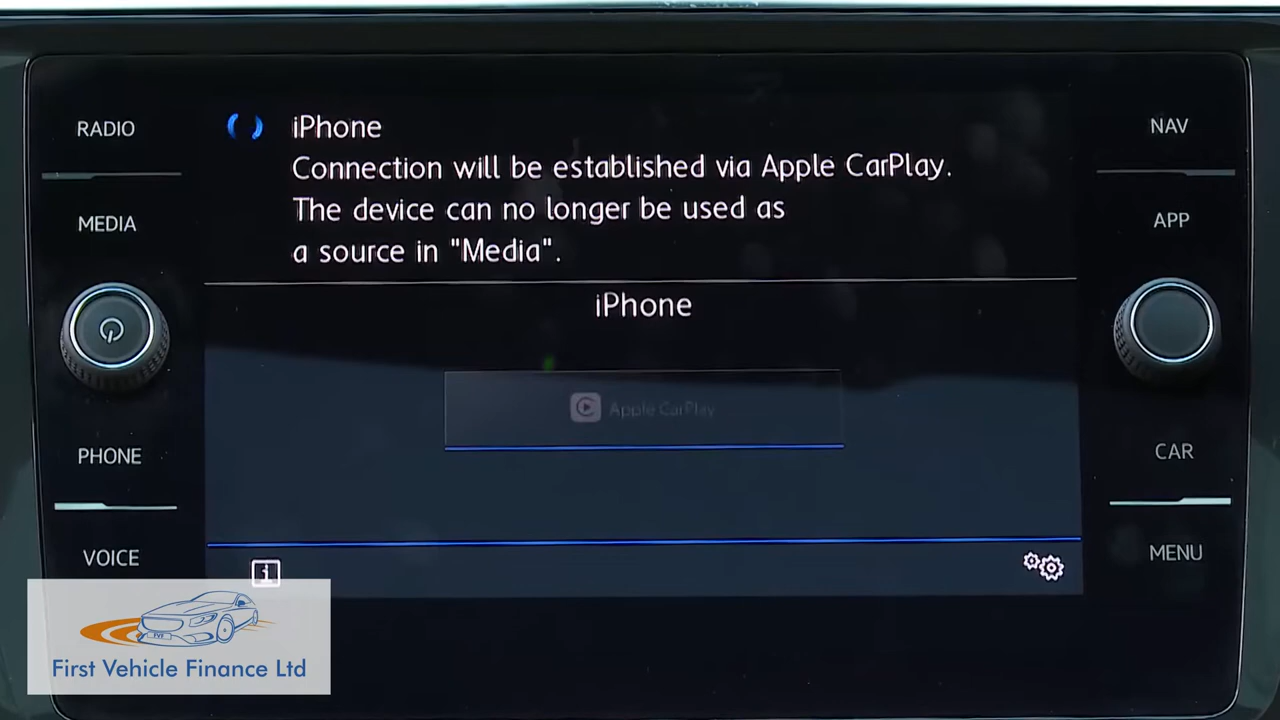 RADIO
MEDIA
PHONE
VOICE
iPhone
Connection will be established via Apple CarPlay.
The device can no longer be used as
a source in "Media".
iPhone
Apple CarPlay
i
NAV
APP
CAR
MENU
FVF
First Vehicle Finance Ltd